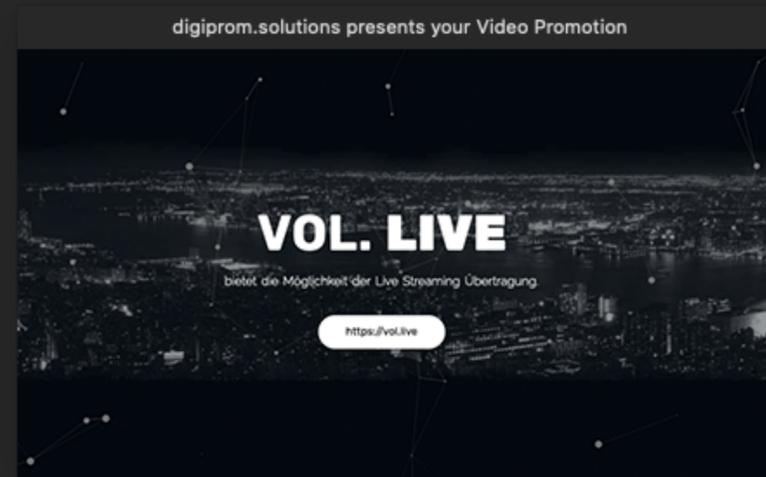 digiprom.solutions presents your Video Promotion
VOL. LIVE
bietet die Möglichkeit der Live Streaming Übertragung.
https://vol.live